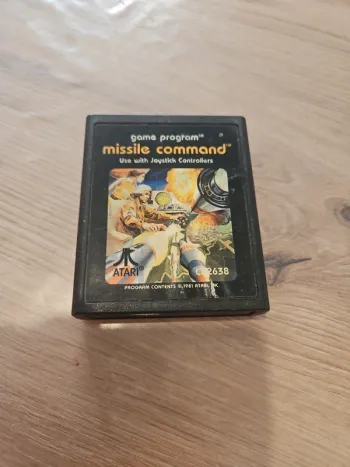 game program™
missile command™
Use with Joystick Controllers
ATARI®
CX2638
PROGRAM CONTENTS © 1981 ATARI, INC